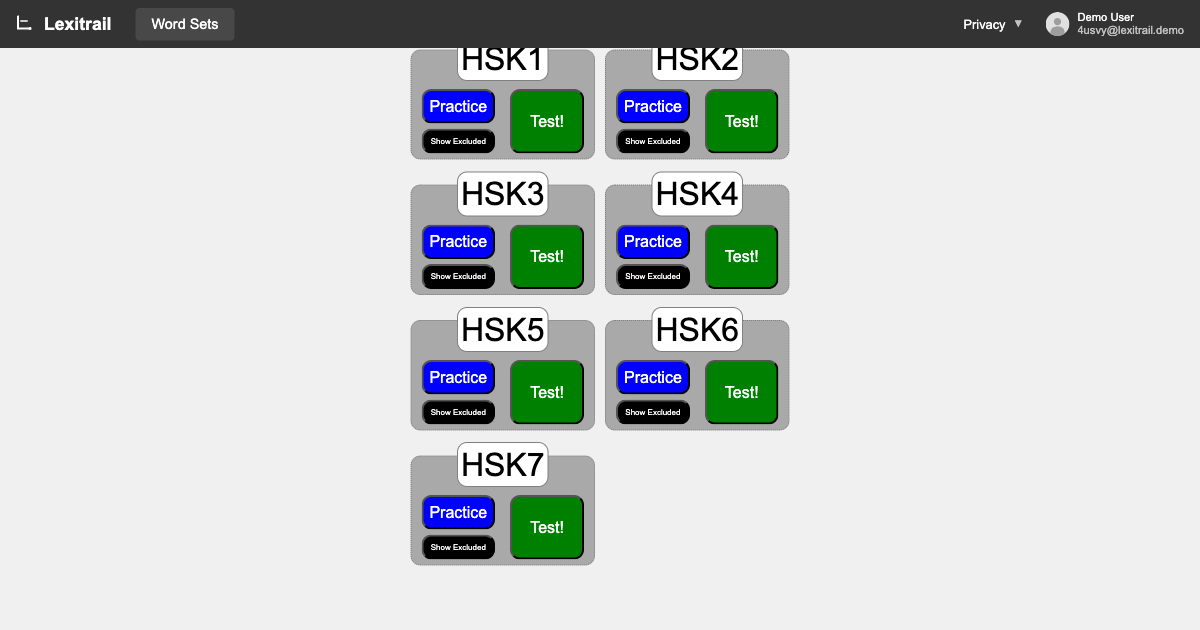 Lexitrail
Word Sets
Privacy ▼
Demo User
4usvy@lexitrail.demo
HSK1
Practice
Show Excluded
Test!
HSK2
Practice
Show Excluded
Test!
HSK3
Practice
Show Excluded
Test!
HSK4
Practice
Show Excluded
Test!
HSK5
Practice
Show Excluded
Test!
HSK6
Practice
Show Excluded
Test!
HSK7
Practice
Show Excluded
Test!